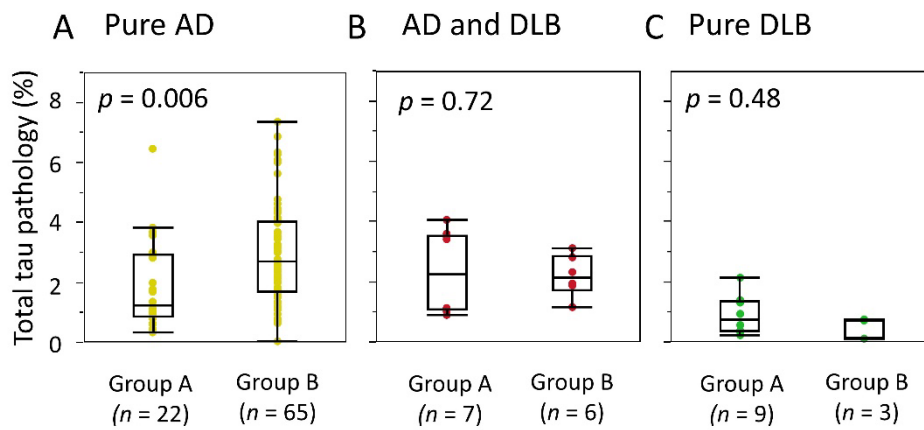 A Pure AD
B AD and DLB
C Pure DLB
Total tau pathology (%)
8
6
4
2
0
p = 0.006
p = 0.72
p = 0.48
Group A
(n = 22)
Group B
(n = 65)
Group A
(n = 7)
Group B
(n = 6)
Group A
(n = 9)
Group B
(n = 3)